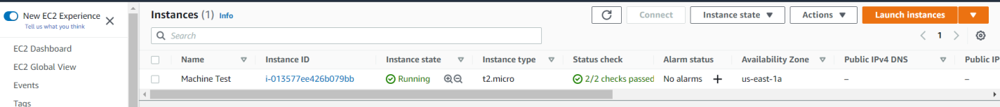 New EC2 Experience
Tell us what you think
EC2 Dashboard
EC2 Global View
Events
Tags
Instances (1) Info
Connect Instance state Actions Launch instances
Search
1
Name Instance ID Instance state Instance type Status check Alarm status Availability Zone Public IPv4 DNS Public IP
Machine Test i-013577ee426b079bb Running t2.micro 2/2 checks passed No alarms + us-east-1a – –